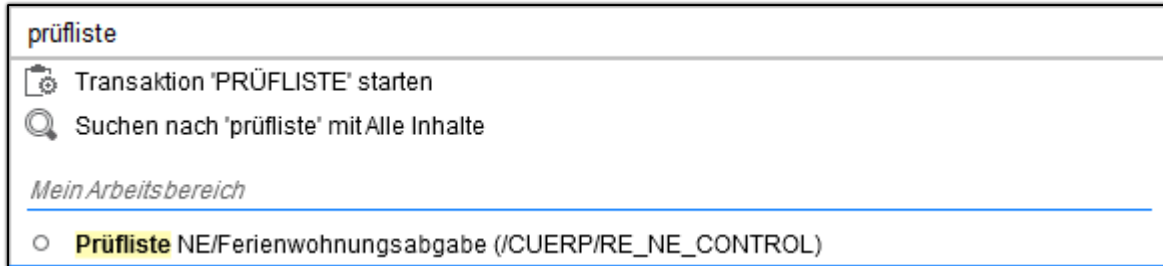 prüfliste
Transaktion 'PRÜFLISTE' starten
Suchen nach 'prüfliste' mit Alle Inhalte
Mein Arbeitsbereich
Prüfliste NE/Ferienwohnungsabgabe (/CUERP/RE_NE_CONTROL)